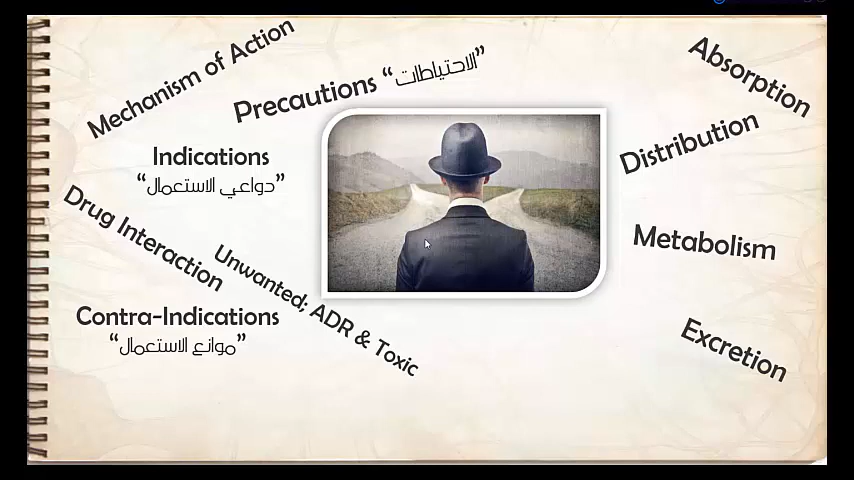 Mechanism of Action
Precautions “الاحتياطات”
Indications
“دواعي الاستعمال”
Drug Interaction
Unwanted; ADR & Toxic
Contra-Indications
“موانع الاستعمال”
Absorption
Distribution
Metabolism
Excretion